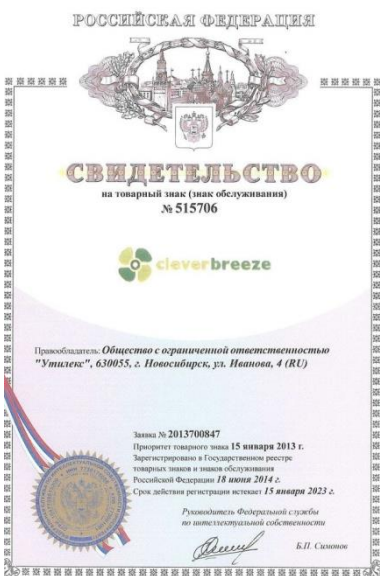 РОССИЙСКАЯ ФЕДЕРАЦИЯ
СВИДЕТЕЛЬСТВО
на товарный знак (знак обслуживания)
№ 515706
cleverbreeze
Правообладатель: Общество с ограниченной ответственностью
"Утилекс", 630055, г. Новосибирск, ул. Иванова, 4 (RU)
Заявка № 2013700847
Приоритет товарного знака 15 января 2013 г.
Зарегистрировано в Государственном реестре
товарных знаков и знаков обслуживания
Российской Федерации 18 июня 2014 г.
Срок действия регистрации истекает 15 января 2023 г.
Руководитель Федеральной службы
по интеллектуальной собственности
Б.П. Симонов